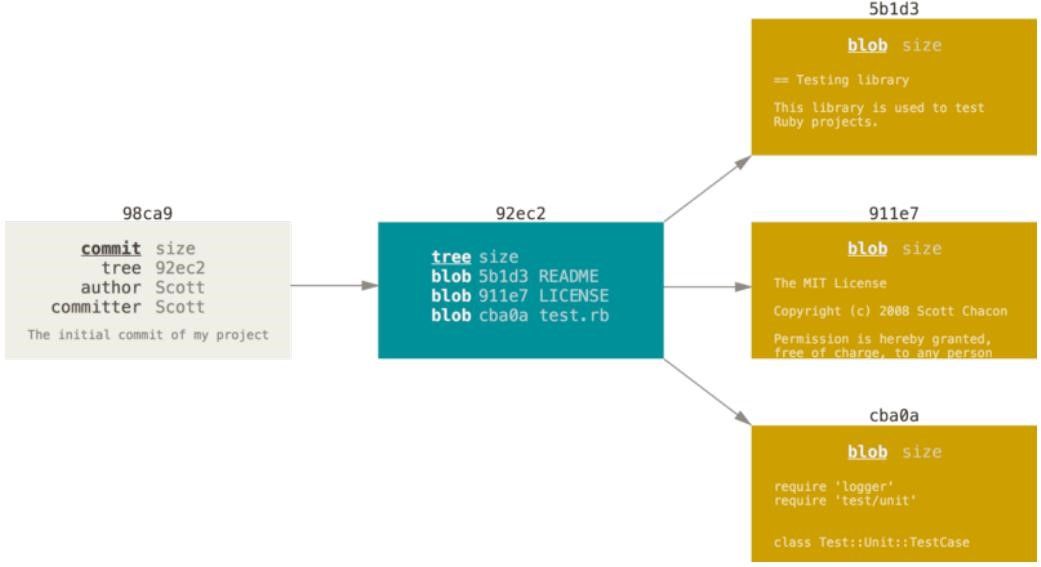 98ca9
commit size
tree 92ec2
author Scott
committer Scott
The initial commit of my project
92ec2
tree size
blob 5b1d3 README
blob 911e7 LICENSE
blob cba0a test.rb
5b1d3
blob size
== Testing library
This library is used to test
Ruby projects.
911e7
blob size
The MIT License
Copyright (c) 2008 Scott Chacon
Permission is hereby granted,
free of charge, to any person
cba0a
blob size
require 'logger'
require 'test/unit'
class Test::Unit::TestCase